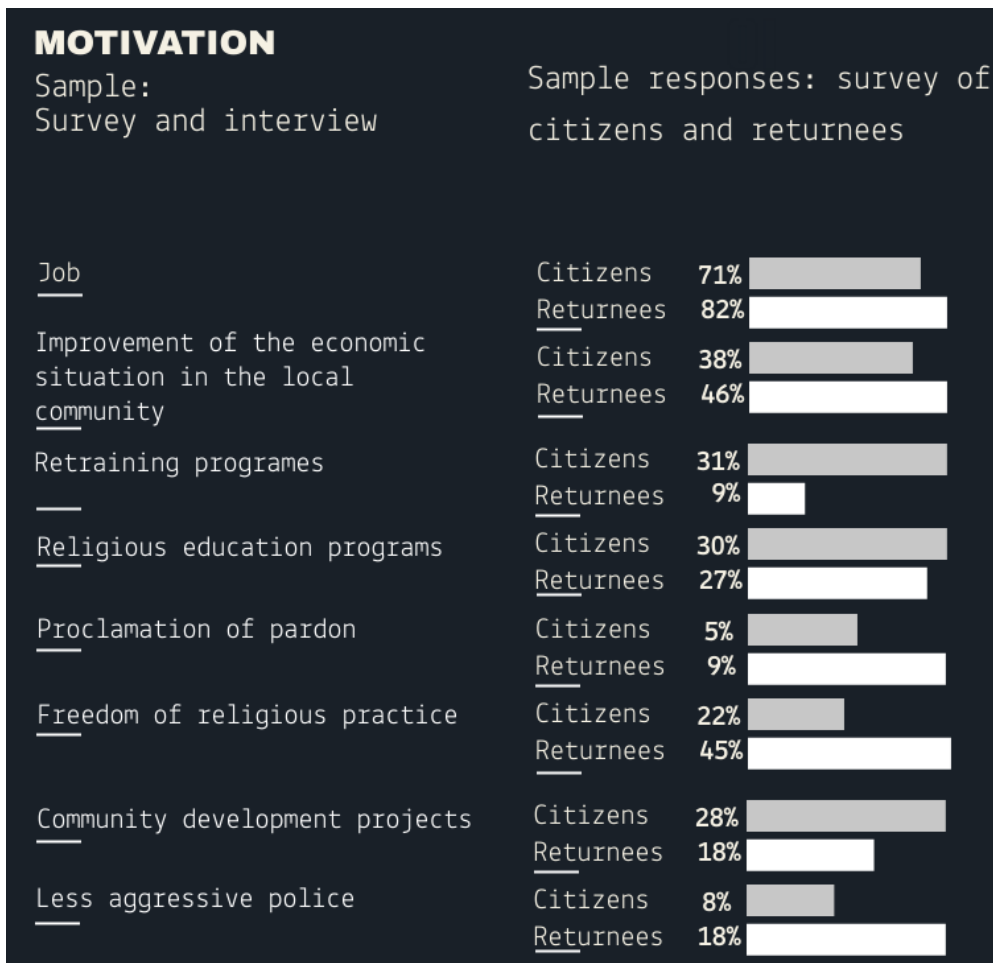 MOTIVATION
Sample:
Survey and interview
Sample responses: survey of
citizens and returnees
Job
Citizens 71%
Returnees 82%
Improvement of the economic
situation in the local
community
Citizens 38%
Returnees 46%
Retraining programes
Citizens 31%
Returnees 9%
Religious education programs
Citizens 30%
Returnees 27%
Proclamation of pardon
Citizens 5%
Returnees 9%
Freedom of religious practice
Citizens 22%
Returnees 45%
Community development projects
Citizens 28%
Returnees 18%
Less aggressive police
Citizens 8%
Returnees 18%